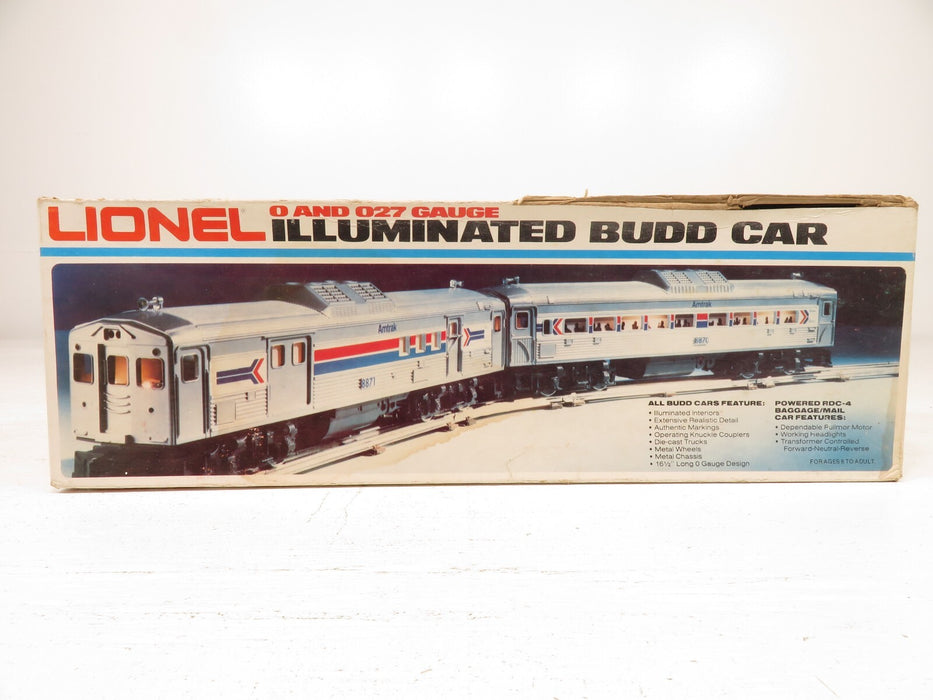 LIONEL
O AND O27 GAUGE
ILLUMINATED BUDD CAR
Amtrak
8871
Amtrak
ALL BUDD CARS FEATURE:
• Illuminated Interiors
• Extensive Realistic Detail
• Authentic Markings
• Operating Knuckle Couplers
• Die-cast Trucks
• Metal Wheels
• Metal Chassis
• 16½" Long O Gauge Design
POWERED RDC-4
BAGGAGE/MAIL
CAR FEATURES:
• Dependable Pullmor Motor
• Working Headlights
• Transformer Controlled
Forward-Neutral-Reverse
FOR AGES 8 TO ADULT